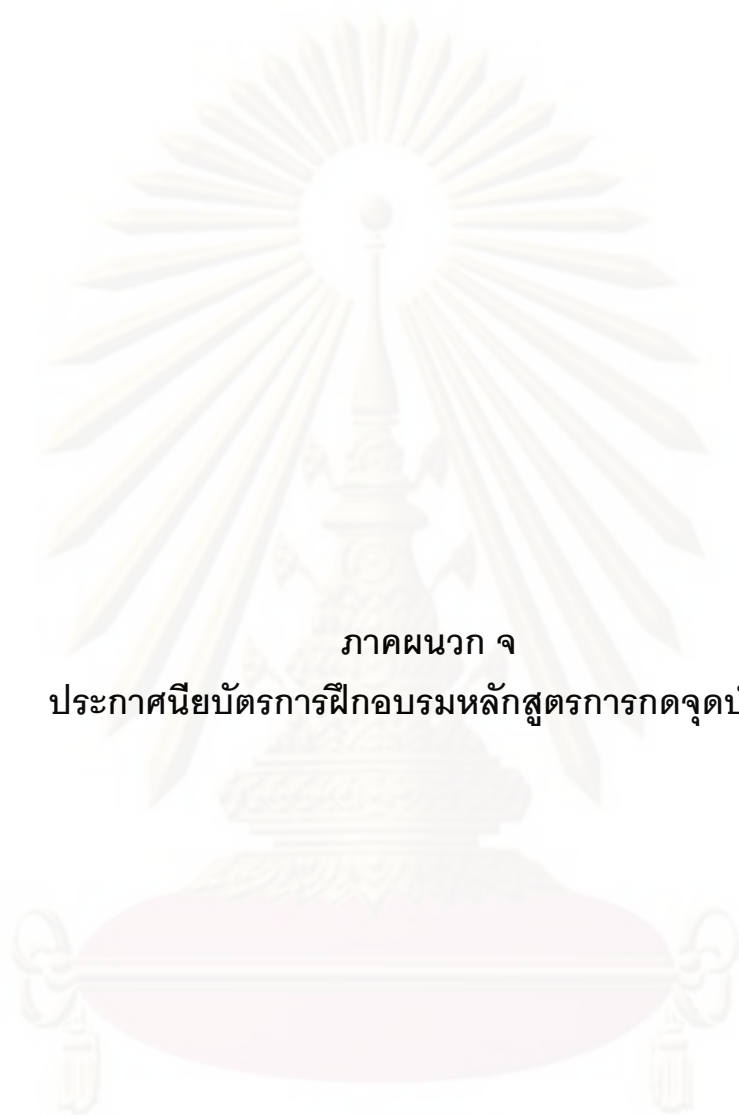 ภาคผนวก จ
ประกาศนียบัตรการฝึกอบรมหลักสูตรการกดจุด